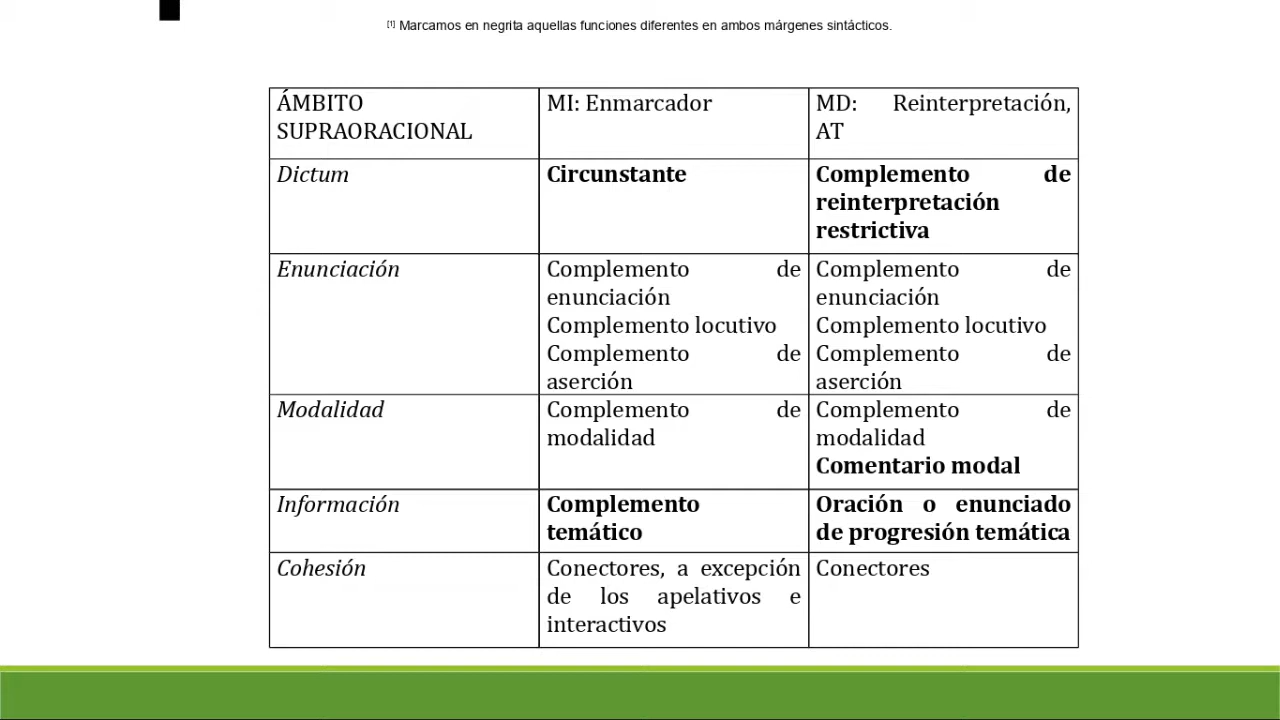 [1] Marcamos en negrita aquellas funciones diferentes en ambos márgenes sintácticos.
ÁMBITO
SUPRAORACIONAL
MI: Enmarcador
MD: Reinterpretación,
AT
Dictum
Circunstante
Complemento de
reinterpretación
restrictiva
Enunciación
Complemento de
enunciación
Complemento locutivo
Complemento de
aserción
Complemento de
enunciación
Complemento locutivo
Complemento de
aserción
Modalidad
Complemento de
modalidad
Complemento de
modalidad
Comentario modal
Información
Complemento
temático
Oración o enunciado
de progresión temática
Cohesión
Conectores, a excepción
de los apelativos e
interactivos
Conectores